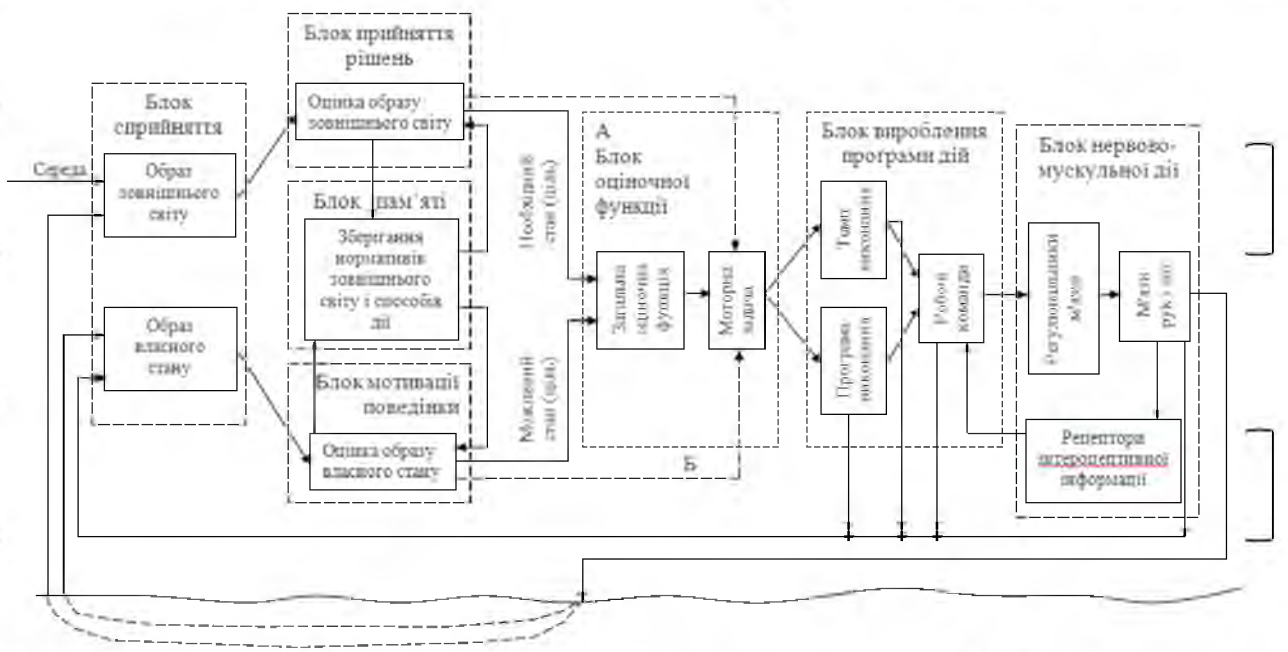 Блок прийняття
рішень
Оцінка образу
зовнішнього світу
Блок
сприйняття
Середа
Образ
зовнішнього
світу
Образ
власного
стану
Блок пам’яті
Зберігання
нормативів
зовнішнього
світу і способів
дії
Блок мотивації
поведінки
Оцінка образу
власного стану
Необхідний
стан (ціль)
Можливий
стан (ціль)
А
Блок
оціночної
функції
Загальна
оціночна
функція
Моторна
задача
Б
Блок вироблення
програми дій
Темп
виконання
Програма
виконання
Робочі
команди
Блок нервово-
мускульної дії
м'язів
М'язи
рук і ніг
Рецептори
інтероцептивної
інформації